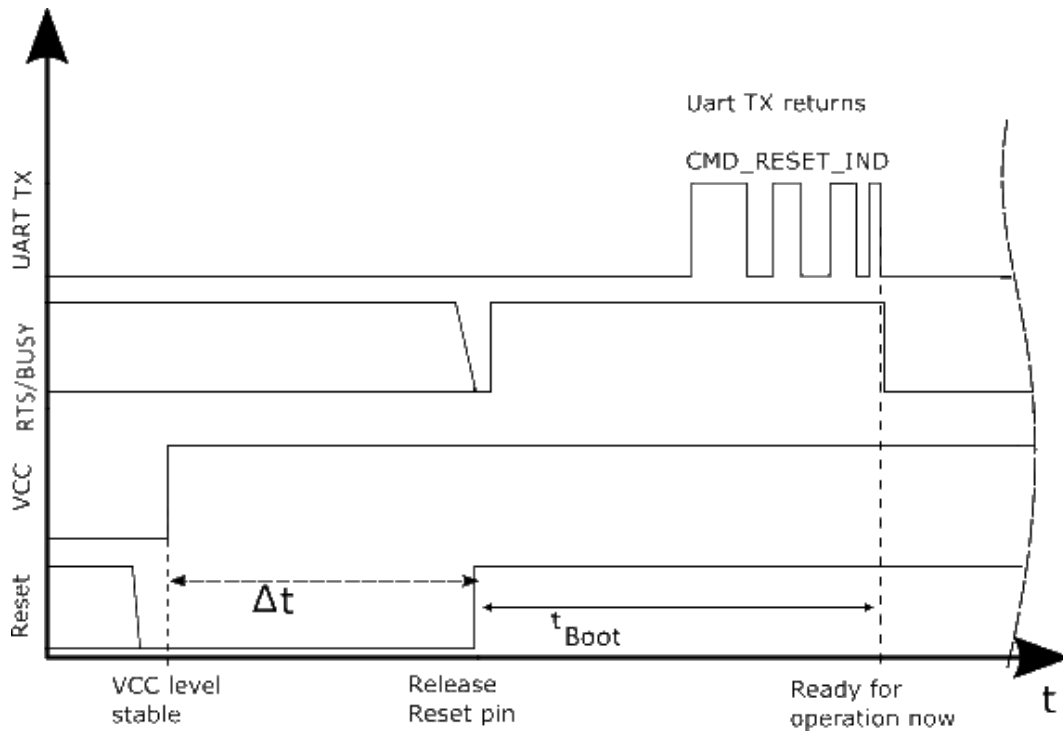 Uart TX returns
CMD_RESET_IND
UART TX
RTS/BUSY
VCC
Reset
Δt
tBoot
VCC level
stable
Release
Reset pin
Ready for
operation now
t